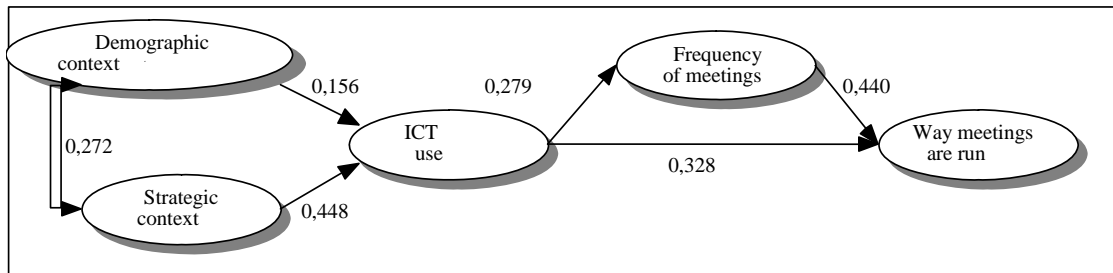 Demographic
context
0,156
0,272
Strategic
context
0,448
ICT
use
0,279
Frequency
of meetings
0,440
0,328
Way meetings
are run